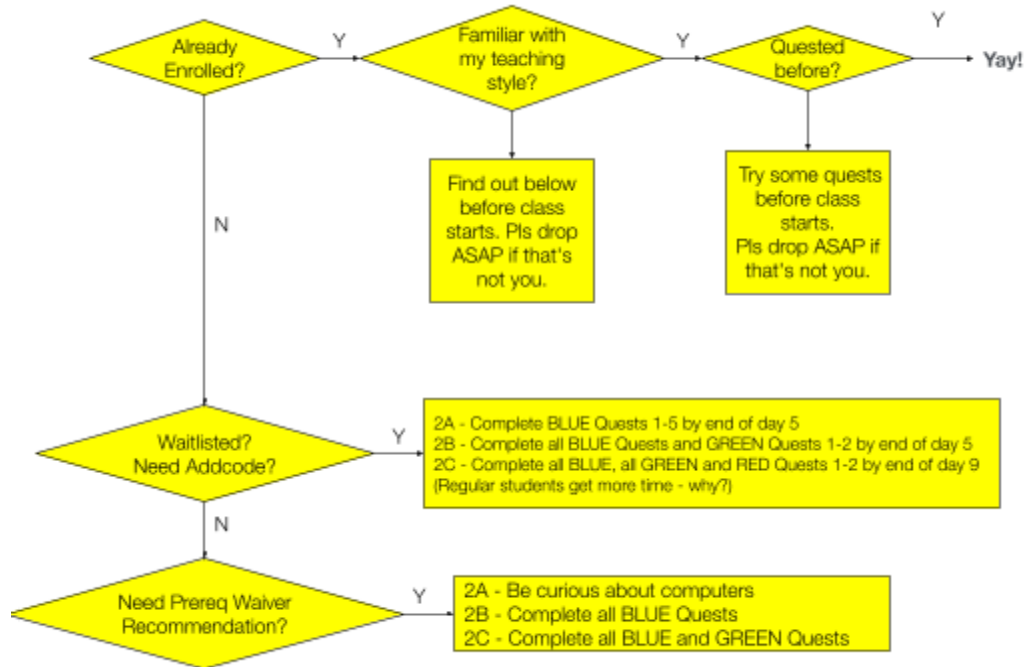 Already
Enrolled?
Y
Familiar with
my teaching
style?
Y
Quested
before?
Y
Yay!
Find out below
before class
starts. Pls drop
ASAP if that's
not you.
Try some quests
before class
starts.
Pls drop ASAP if
that's not you.
N
Waitlisted?
Need Addcode?
Y
2A - Complete BLUE Quests 1-5 by end of day 5
2B - Complete all BLUE Quests and GREEN Quests 1-2 by end of day 5
2C - Complete all BLUE, all GREEN and RED Quests 1-2 by end of day 9
(Regular students get more time - why?)
N
Need Prereq Waiver
Recommendation?
Y
2A - Be curious about computers
2B - Complete all BLUE Quests
2C - Complete all BLUE and GREEN Quests